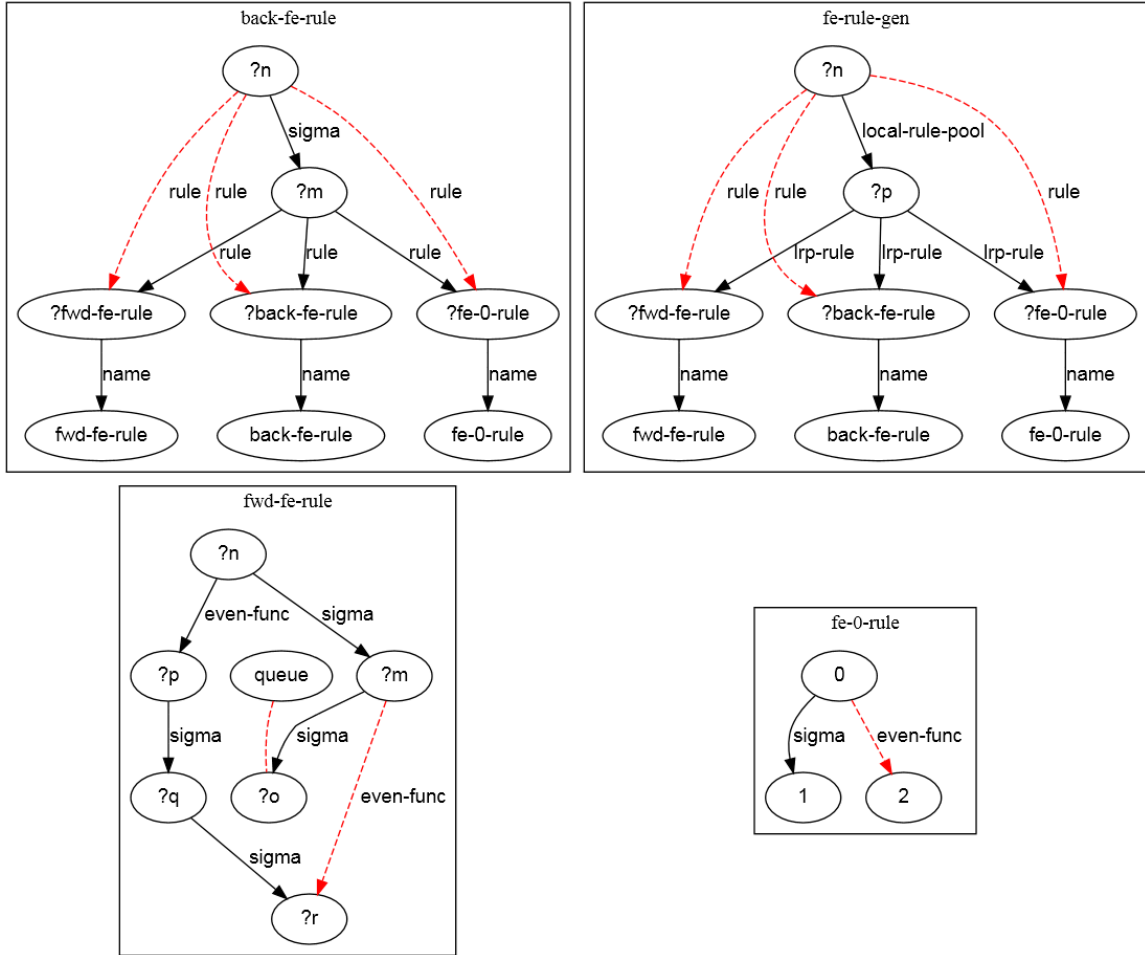 back-fe-rule
?n
sigma
rule
rule
rule
?m
rule
rule
rule
?fwd-fe-rule
?back-fe-rule
?fe-0-rule
name
name
name
fwd-fe-rule
back-fe-rule
fe-0-rule
fe-rule-gen
?n
local-rule-pool
rule
rule
rule
?p
lrp-rule
lrp-rule
lrp-rule
?fwd-fe-rule
?back-fe-rule
?fe-0-rule
name
name
name
fwd-fe-rule
back-fe-rule
fe-0-rule
fwd-fe-rule
?n
even-func
sigma
?p
queue
?m
sigma
sigma
even-func
?q
?o
sigma
?r
fe-0-rule
0
sigma
even-func
1
2